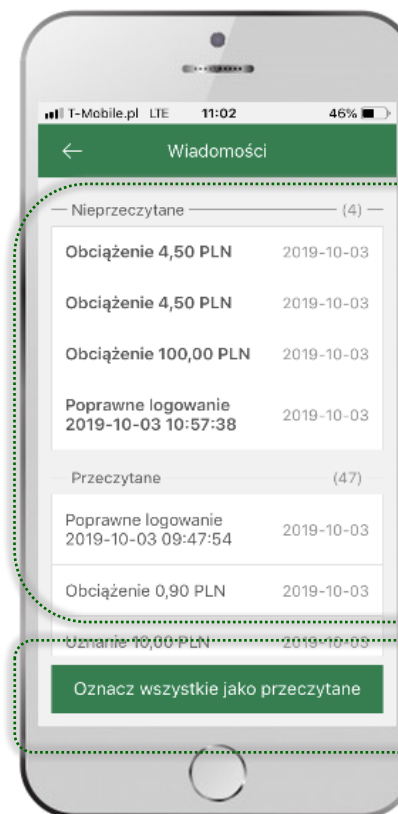 T-Mobile.pl LTE 11:02 46%
Wiadomości
Nieprzeczytane (4)
Obciążenie 4,50 PLN 2019-10-03
Obciążenie 4,50 PLN 2019-10-03
Obciążenie 100,00 PLN 2019-10-03
Poprawne logowanie
2019-10-03 10:57:38 2019-10-03
Przeczytane (47)
Poprawne logowanie
2019-10-03 09:47:54 2019-10-03
Obciążenie 0,90 PLN 2019-10-03
Uznanie 10,00 PLN 2019-10-03
Oznacz wszystkie jako przeczytane